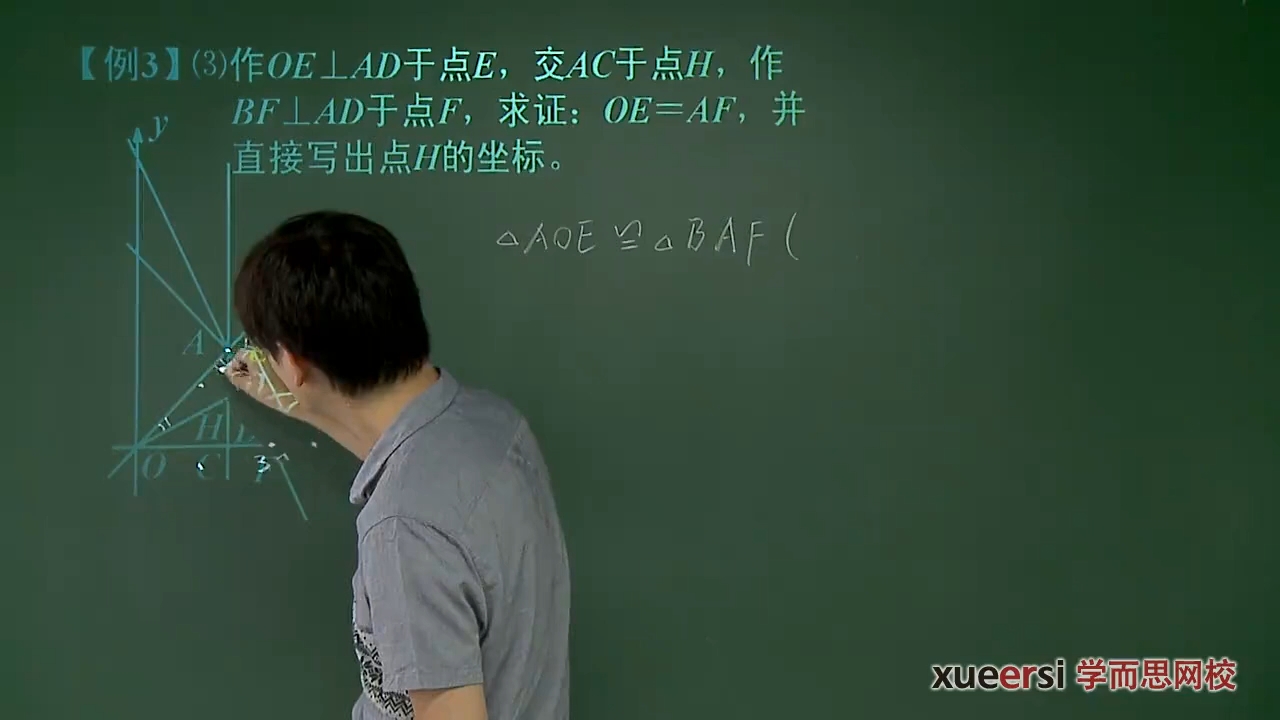 【例3】(3)作OE⊥AD于点E，交AC于点H，作
BF⊥AD于点F，求证：OE＝AF，并
直接写出点H的坐标。
y
△AOE≌△BAF(
A
H
O
C
3
xueersi 学而思网校